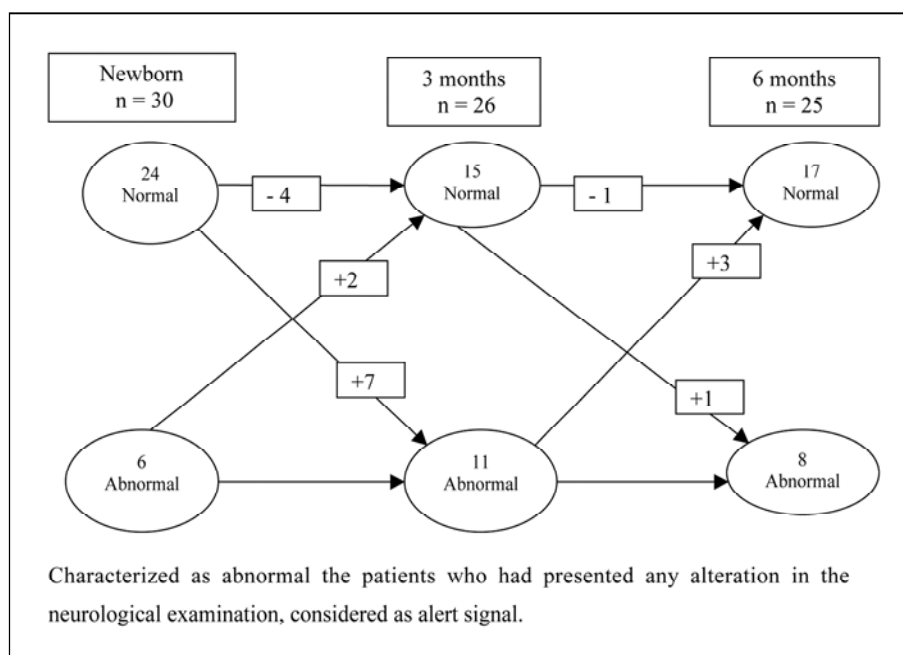 Newborn
n = 30
3 months
n = 26
6 months
n = 25
24
Normal
- 4
15
Normal
- 1
17
Normal
+2
+3
+7
+1
6
Abnormal
11
Abnormal
8
Abnormal
Characterized as abnormal the patients who had presented any alteration in the
neurological examination, considered as alert signal.